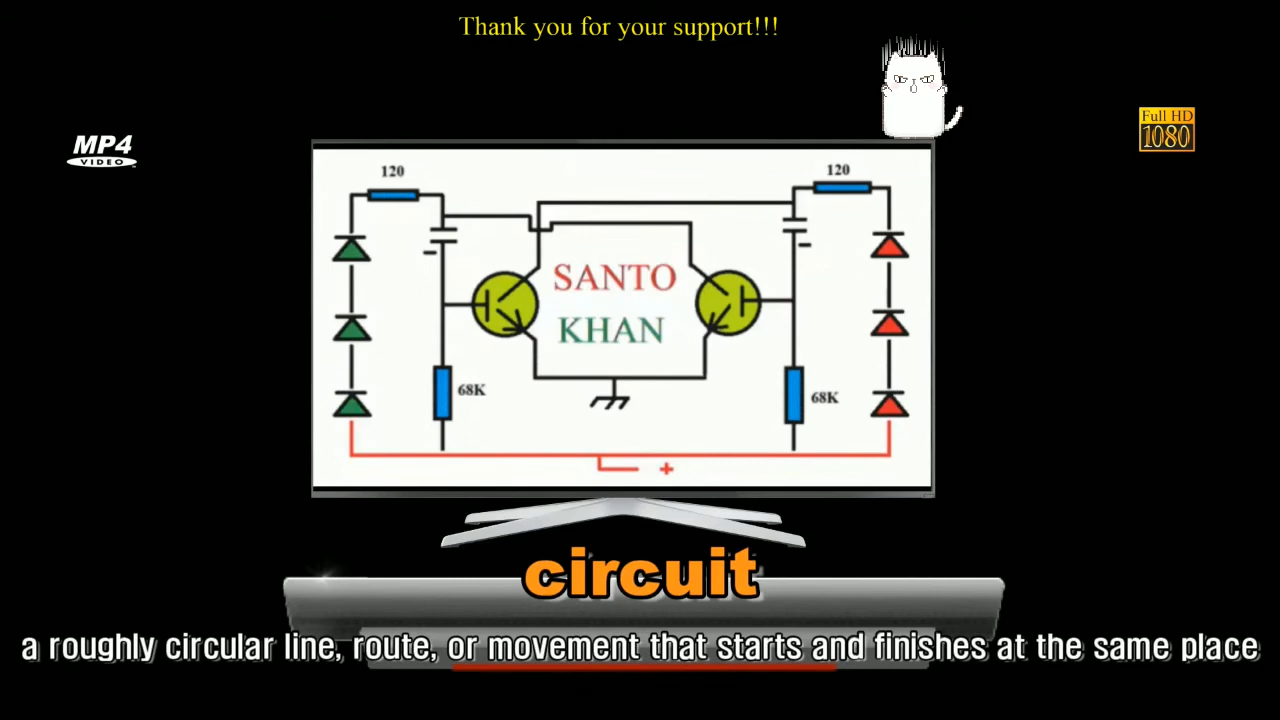 Thank you for your support!!!
MP4
VIDEO
Full HD
1080
120
120
SANTO
KHAN
68K
68K
circuit
a roughly circular line, route, or movement that starts and finishes at the same place